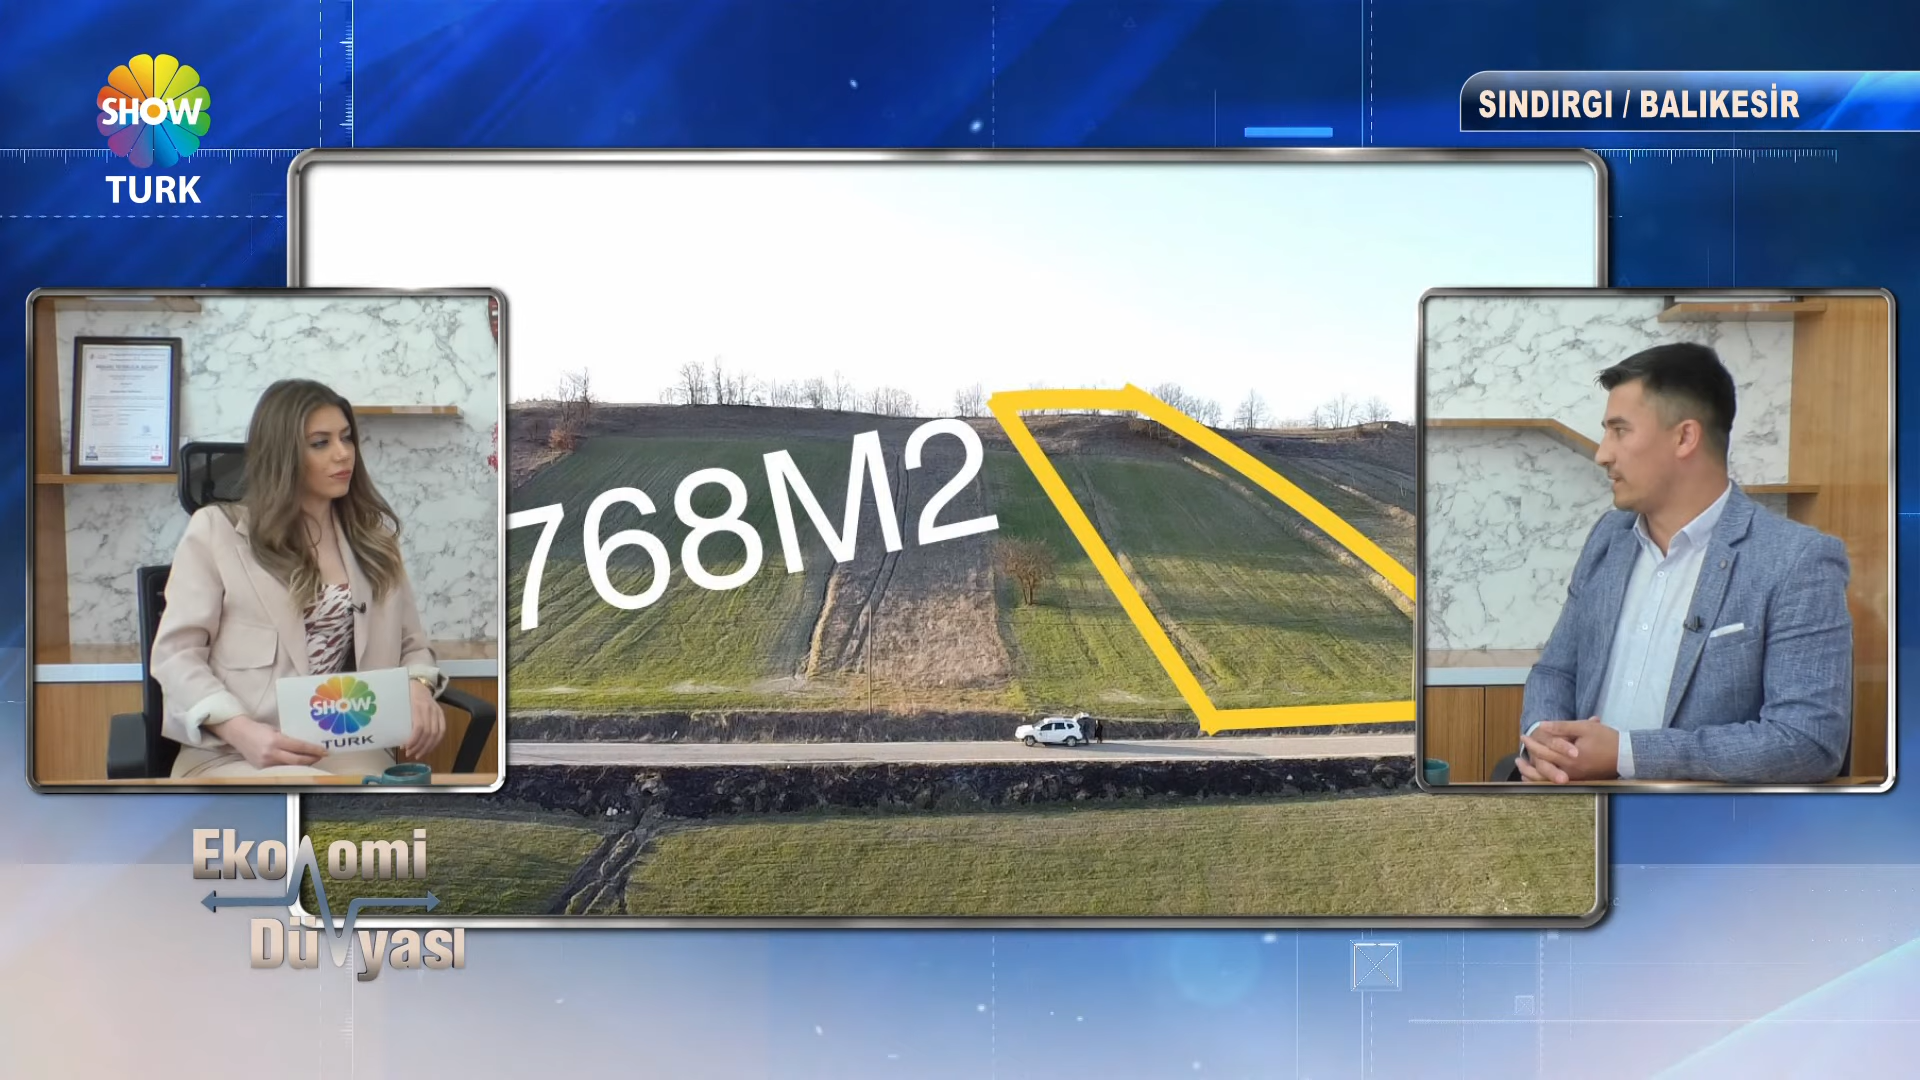 SHOW
TURK
SINDIRGI / BALIKESİR
768M2
SHOW
TURK
Ekonomi
Dünyası